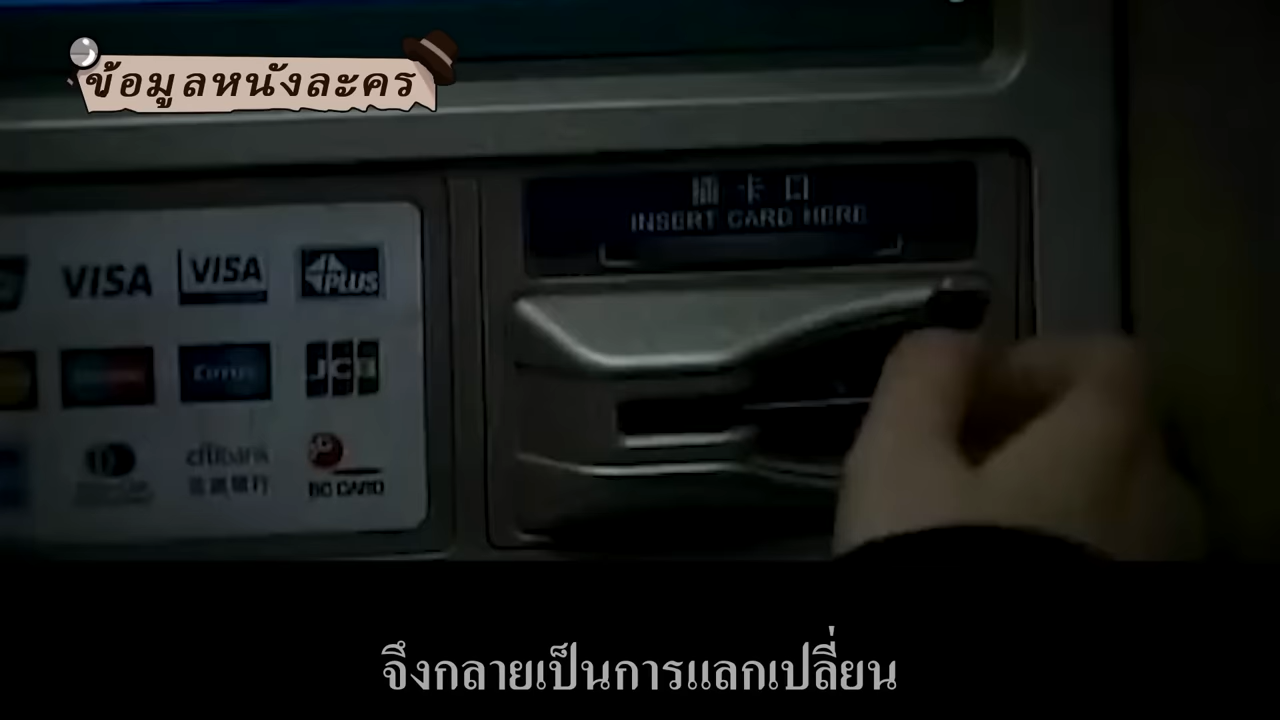 ข้อมูลหนังละคร
插卡口
INSERT CARD HERE
VISA
VISA
PLUS
Cirrus
JCB
citibank
BC CARD
จึงกลายเป็นการแลกเปลี่ยน